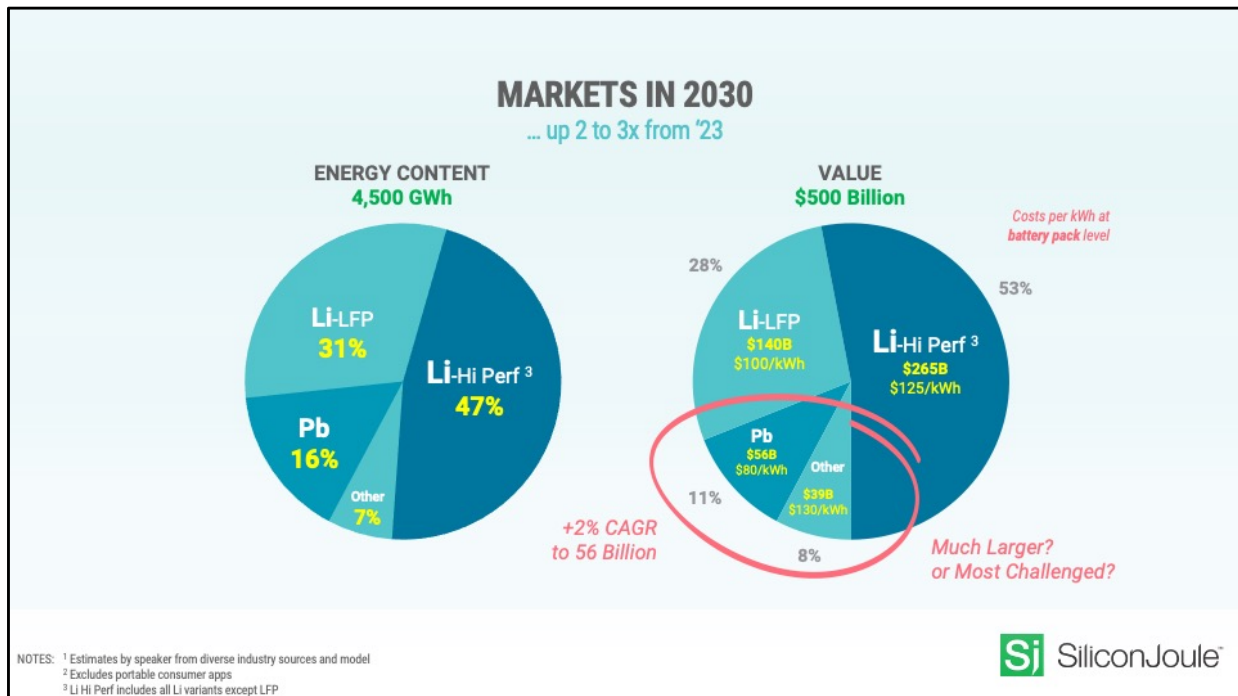 MARKETS IN 2030
... up 2 to 3x from ‘23
ENERGY CONTENT
4,500 GWh
Li-LFP
31%
Li-Hi Perf ³
47%
Pb
16%
Other
7%
VALUE
$500 Billion
Costs per kWh at
battery pack level
28%
53%
Li-LFP
$140B
$100/kWh
Li-Hi Perf ³
$265B
$125/kWh
Pb
$56B
$80/kWh
Other
$39B
$130/kWh
11%
8%
+2% CAGR
to 56 Billion
Much Larger?
or Most Challenged?
NOTES: ¹ Estimates by speaker from diverse industry sources and model
² Excludes portable consumer apps
³ Li Hi Perf includes all Li variants except LFP
Sj SiliconJoule™